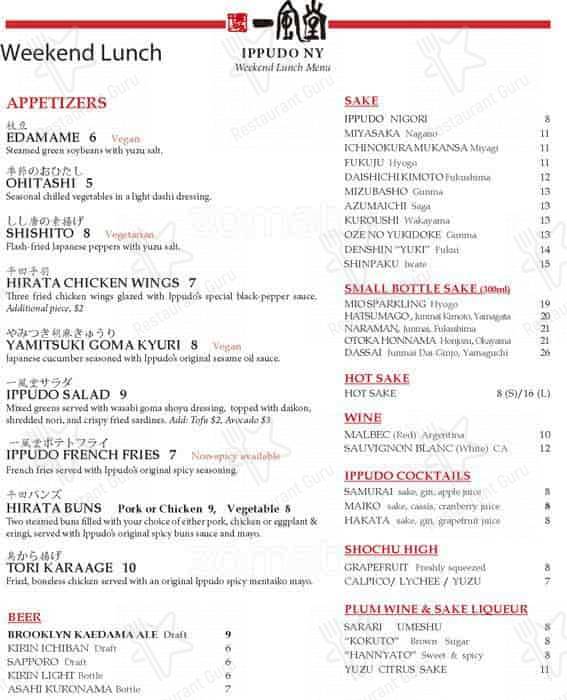 一風堂
Weekend Lunch
IPPUDO NY
Weekend Lunch Menu
APPETIZERS
枝豆
EDAMAME 6 Vegan
Steamed green soybeans with yuzu salt.
季節のおひたし
OHITASHI 5
Seasonal chilled vegetables in a light dashi dressing.
しし唐の素揚げ
SHISHITO 8 Vegetarian
Flash-fried Japanese peppers with yuzu salt.
平田手羽
HIRATA CHICKEN WINGS 7
Three fried chicken wings glazed with Ippudo's special black-pepper sauce.
Additional piece, $2
やみつき胡麻きゅうり
YAMITSUKI GOMA KYURI 8 Vegan
Japanese cucumber seasoned with Ippudo's original sesame oil sauce.
一風堂サラダ
IPPUDO SALAD 9
Mixed greens served with wasabi goma shoyu dressing, topped with daikon,
shredded nori, and crispy fried sardines. Add: Tofu $2, Avocado $3
一風堂ポテトフライ
IPPUDO FRENCH FRIES 7 Non-spicy available
French fries served with Ippudo's original spicy seasoning.
平田バンズ
HIRATA BUNS Pork or Chicken 9, Vegetable 8
Two steamed buns filled with your choice of either pork, chicken or eggplant &
eringi, served with Ippudo's original spicy buns sauce and mayo.
鳥から揚げ
TORI KARAAGE 10
Fried, boneless chicken served with an original Ippudo spicy mentaiko mayo.
BEER
BROOKLYN KAEDAMA ALE Draft 9
KIRIN ICHIBAN Draft 6
SAPPORO Draft 6
KIRIN LIGHT Bottle 6
ASAHI KUKONAMA Bottle 7
SAKE
IPPUDO NIGORI 8
MIYASAKA Nagano 11
ICHINOKURA MUKANSA Miyagi 11
FUKUJU Hyogo 11
DAISHICHI KIMOTO Fukushima 12
MIZUBASHO Gunma 13
AZUMAICHI Saga 13
KUROUSHI Wakayama 13
OZE NO YUKIDOKE Gunma 13
DENSHIN "YUKI" Fukui 14
SHINPAKU Iwate 15
SMALL BOTTLE SAKE (300ml)
MIO SPARKLING Hyogo 19
HATSUMAGO, Junmai Kimoto, Yamagata 20
NARAMAN, Junmai, Fukushima 21
OTOKA HONNAMA Honjozu, Okayama 21
DASSAI Junmai Dai Ginjo, Yamaguchi 26
HOT SAKE
HOT SAKE 8 (S)/16 (L)
WINE
MALBEC (Red) Argentina 10
SAUVIGNON BLANC (White) CA 12
IPPUDO COCKTAILS
SAMURAI sake, gin, apple juice 8
MAIKO sake, cassis, cranberry juice 8
HAKATA sake, gin, grapefruit juice 8
SHOCHU HIGH
GRAPEFRUIT Freshly squeezed 8
CALPICO/ LYCHEE / YUZU 7
PLUM WINE & SAKE LIQUEUR
SARARI UMESHU 8
"KOKUTO" Brown Sugar 8
"HANNYATO" Sweet & spicy 8
YUZU CITRUS SAKE 11
Restaurant Guru
zomato